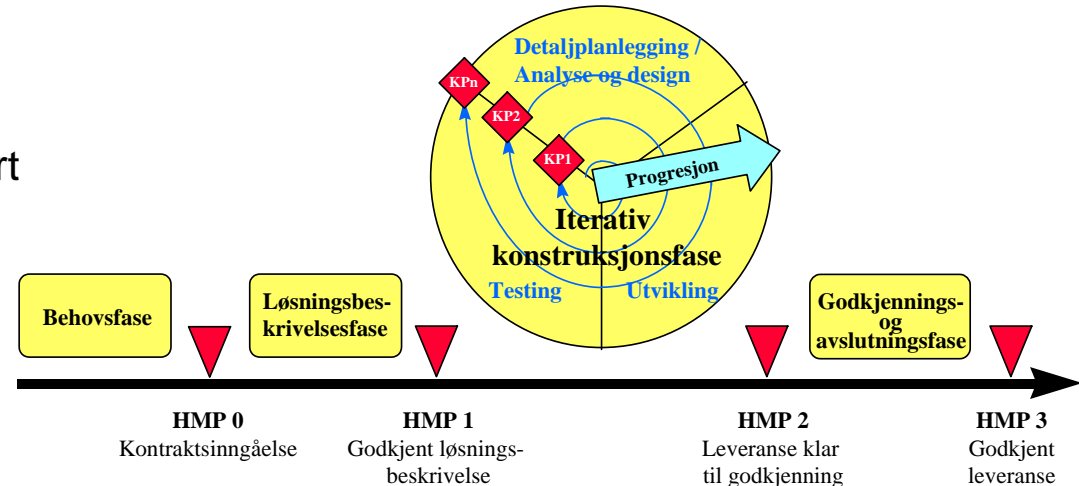 Detaljplanlegging /
Analyse og design
KPn
KP2
KP1
rt
Progresjon
Iterativ
konstruksjonsfase
Testing
Utvikling
Behovsfase
Løsningsbes-
krivelsesfase
Godkjennings-
og
avslutningsfase
HMP 0
Kontraktsinngåelse
HMP 1
Godkjent løsnings-
beskrivelse
HMP 2
Leveranse klar
til godkjenning
HMP 3
Godkjent
leveranse